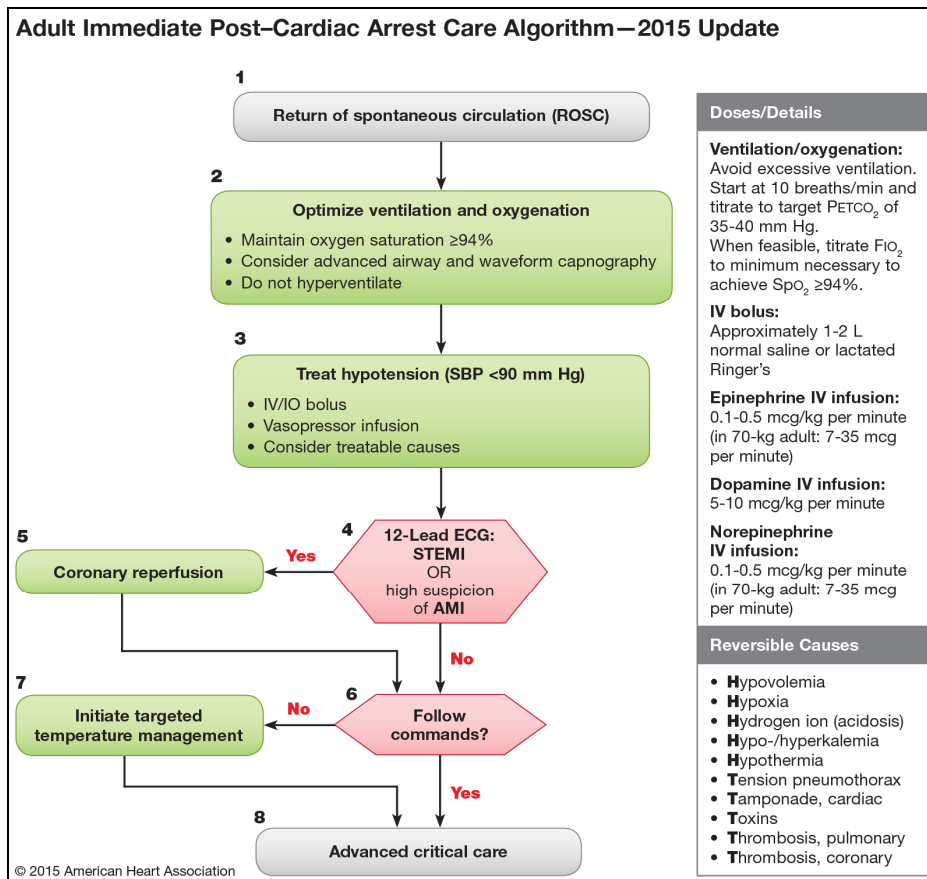 Adult Immediate Post–Cardiac Arrest Care Algorithm—2015 Update
1
Return of spontaneous circulation (ROSC)
2
Optimize ventilation and oxygenation
• Maintain oxygen saturation ≥94%
• Consider advanced airway and waveform capnography
• Do not hyperventilate
3
Treat hypotension (SBP <90 mm Hg)
• IV/IO bolus
• Vasopressor infusion
• Consider treatable causes
4
12-Lead ECG:
STEMI
OR
high suspicion
of AMI
Yes
5
Coronary reperfusion
No
6
Follow
commands?
No
7
Initiate targeted
temperature management
Yes
8
Advanced critical care
Doses/Details
Ventilation/oxygenation:
Avoid excessive ventilation.
Start at 10 breaths/min and
titrate to target PETCO₂ of
35-40 mm Hg.
When feasible, titrate FIO₂
to minimum necessary to
achieve SpO₂ ≥94%.
IV bolus:
Approximately 1-2 L
normal saline or lactated
Ringer’s
Epinephrine IV infusion:
0.1-0.5 mcg/kg per minute
(in 70-kg adult: 7-35 mcg
per minute)
Dopamine IV infusion:
5-10 mcg/kg per minute
Norepinephrine
IV infusion:
0.1-0.5 mcg/kg per minute
(in 70-kg adult: 7-35 mcg
per minute)
Reversible Causes
• Hypovolemia
• Hypoxia
• Hydrogen ion (acidosis)
• Hypo-/hyperkalemia
• Hypothermia
• Tension pneumothorax
• Tamponade, cardiac
• Toxins
• Thrombosis, pulmonary
• Thrombosis, coronary
© 2015 American Heart Association